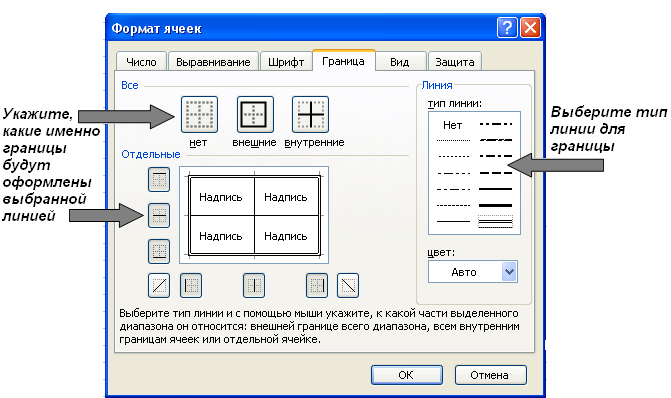 Формат ячеек
Число
Выравнивание
Шрифт
Граница
Вид
Защита
Все
нет
внешние
внутренние
Отдельные
Надпись
Надпись
Надпись
Надпись
Линия
тип линии:
Нет
цвет:
Авто
Выберите тип линии и с помощью мыши укажите, к какой части выделенного
диапазона он относится: внешней границе всего диапазона, всем внутренним
границам ячеек или отдельной ячейке.
ОК
Отмена
Укажите,
какие именно
границы
будут
оформлены
выбранной
линией
Выберите тип
линии для
границы